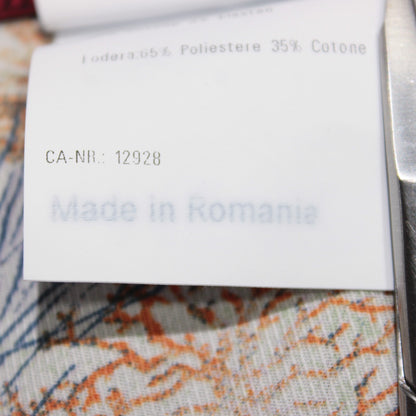 Fodera:65% Poliestere 35% Cotone
CA-NR.: 12928
Made in Romania